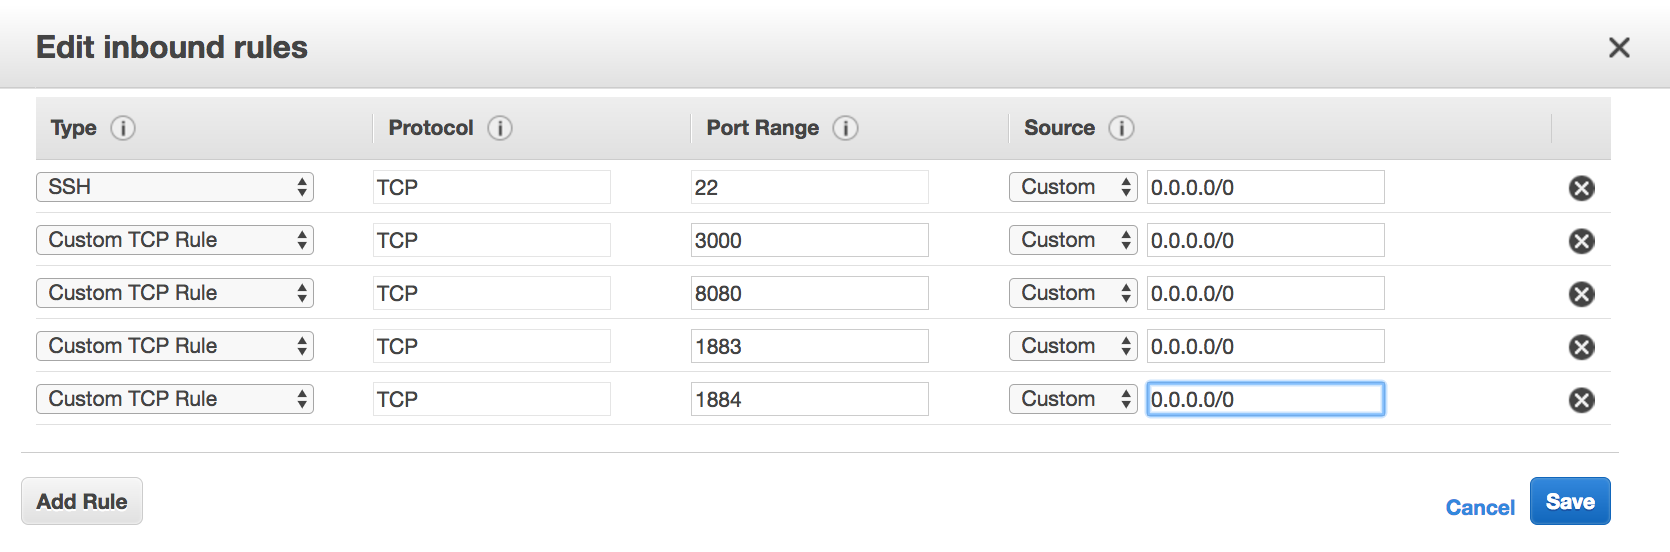 Edit inbound rules
Type Protocol Port Range Source
SSH TCP 22 Custom 0.0.0.0/0
Custom TCP Rule TCP 3000 Custom 0.0.0.0/0
Custom TCP Rule TCP 8080 Custom 0.0.0.0/0
Custom TCP Rule TCP 1883 Custom 0.0.0.0/0
Custom TCP Rule TCP 1884 Custom 0.0.0.0/0
Add Rule Cancel Save